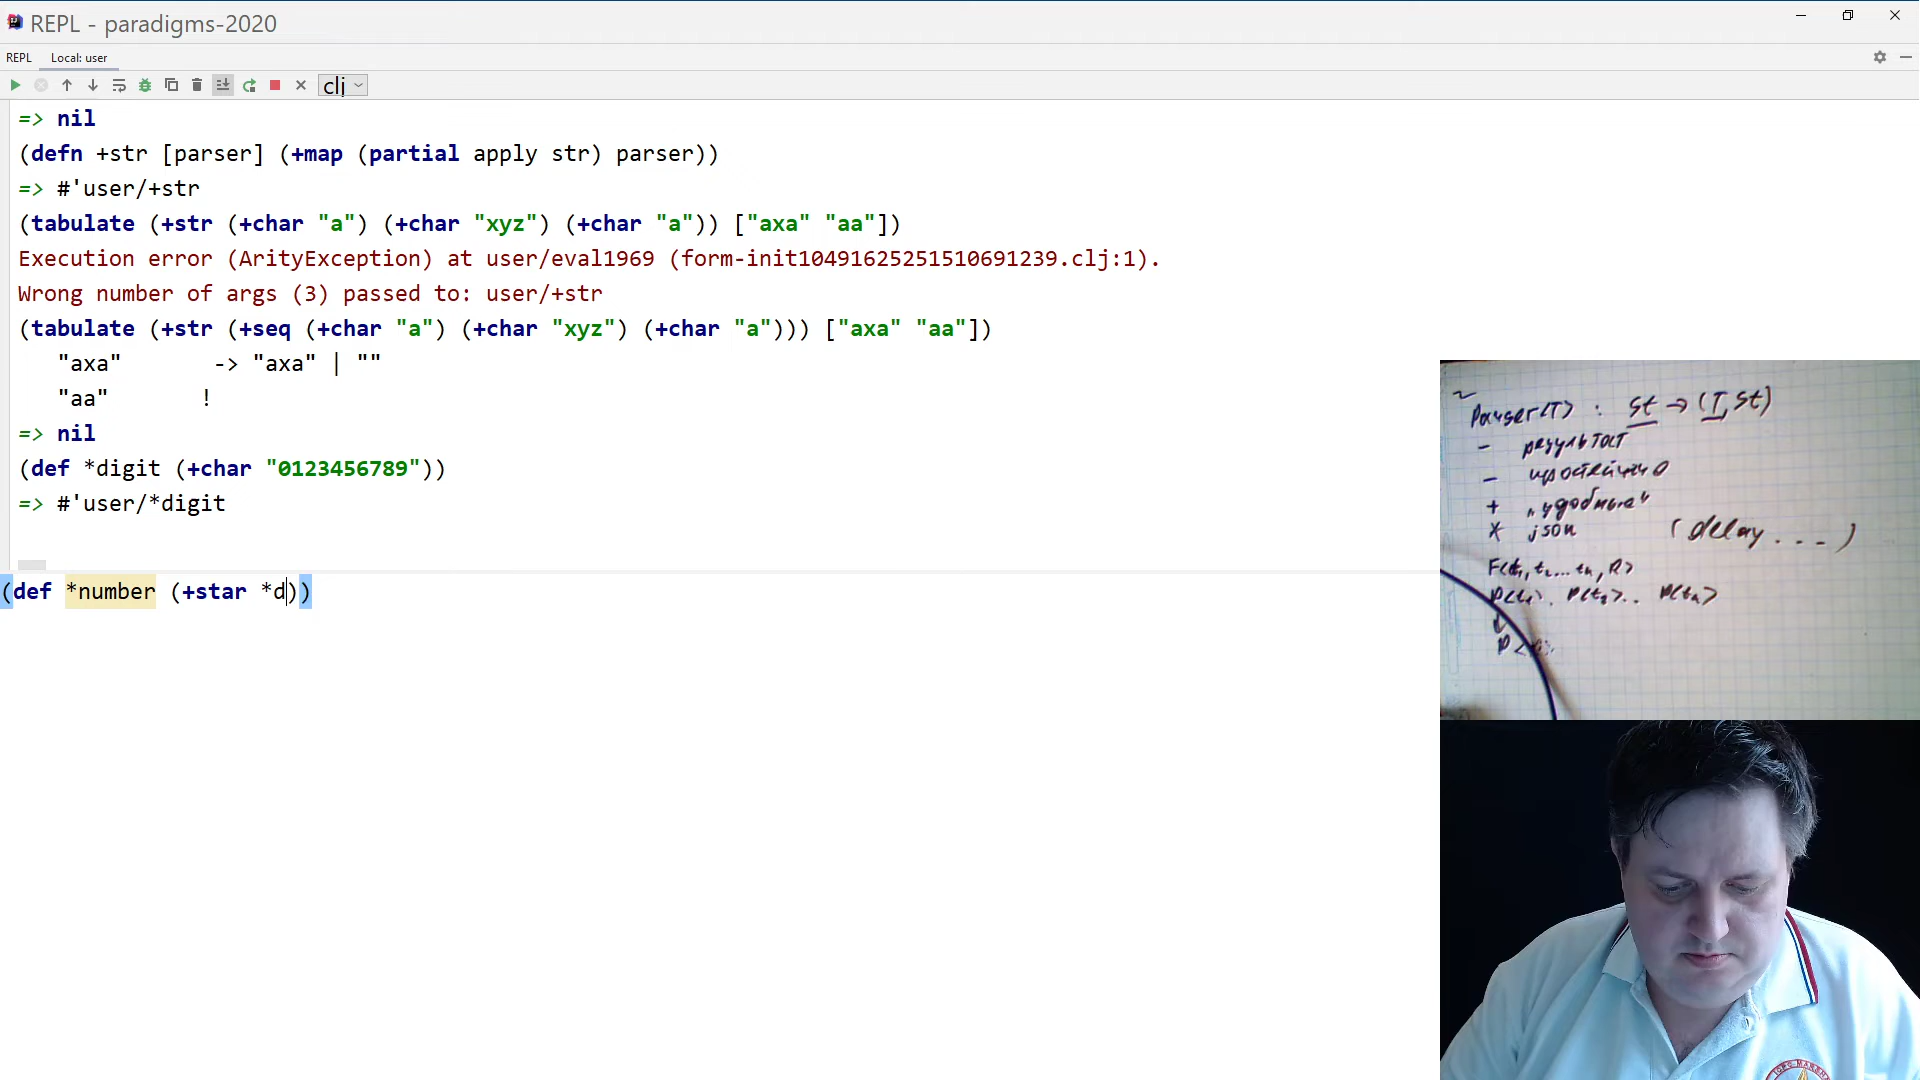 REPL - paradigms-2020
REPL Local: user
clj
=> nil
(defn +str [parser] (+map (partial apply str) parser))
=> #'user/+str
(tabulate (+str (+char "a") (+char "xyz") (+char "a")) ["axa" "aa"])
Execution error (ArityException) at user/eval1969 (form-init10491625251510691239.clj:1).
Wrong number of args (3) passed to: user/+str
(tabulate (+str (+seq (+char "a") (+char "xyz") (+char "a"))) ["axa" "aa"])
"axa" -> "axa" | ""
"aa" !
=> nil
(def *digit (+char "0123456789"))
=> #'user/*digit
(def *number (+star *d))
: St → (T, St)
- результат
+ „удобные"
* json (delay . . . )